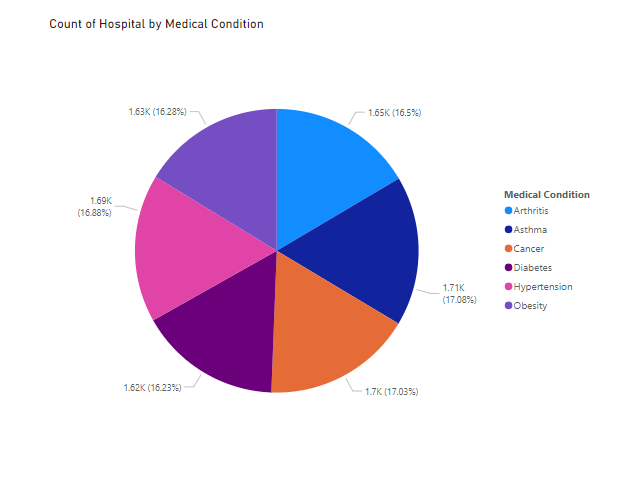 Count of Hospital by Medical Condition
1.63K (16.28%)
1.65K (16.5%)
1.69K
(16.88%)
1.71K
(17.08%)
1.62K (16.23%)
1.7K (17.03%)
Medical Condition
Arthritis
Asthma
Cancer
Diabetes
Hypertension
Obesity